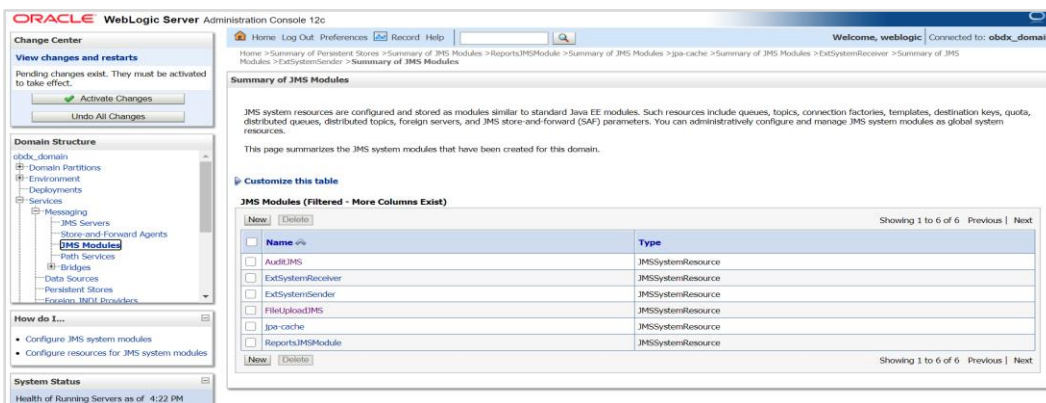 ORACLE WebLogic Server Administration Console 12c
Change Center
View changes and restarts
Pending changes exist. They must be activated
to take effect.
Activate Changes
Undo All Changes
Domain Structure
obdx_domain
Domain Partitions
Environment
Deployments
Services
Messaging
JMS Servers
Store-and-Forward Agents
JMS Modules
Path Services
Bridges
Data Sources
Persistent Stores
Foreign JNDI Providers
How do I...
Configure JMS system modules
Configure resources for JMS system modules
System Status
Health of Running Servers as of 4:22 PM
Home Log Out Preferences Record Help
Welcome, weblogic Connected to: obdx_domai
Home >Summary of Persistent Stores >Summary of JMS Modules >ReportsJMSModule >Summary of JMS Modules >jpa-cache >Summary of JMS Modules >ExtSystemReceiver >Summary of JMS
Modules >ExtSystemSender >Summary of JMS Modules
Summary of JMS Modules
JMS system resources are configured and stored as modules similar to standard Java EE modules. Such resources include queues, topics, connection factories, templates, destination keys, quota,
distributed queues, distributed topics, foreign servers, and JMS store-and-forward (SAF) parameters. You can administratively configure and manage JMS system modules as global system
resources.
This page summarizes the JMS system modules that have been created for this domain.
Customize this table
JMS Modules (Filtered - More Columns Exist)
New Delete Showing 1 to 6 of 6 Previous | Next
Name Type
AuditJMS JMSSystemResource
ExtSystemReceiver JMSSystemResource
ExtSystemSender JMSSystemResource
FileUploadJMS JMSSystemResource
jpa-cache JMSSystemResource
ReportsJMSModule JMSSystemResource
New Delete Showing 1 to 6 of 6 Previous | Next